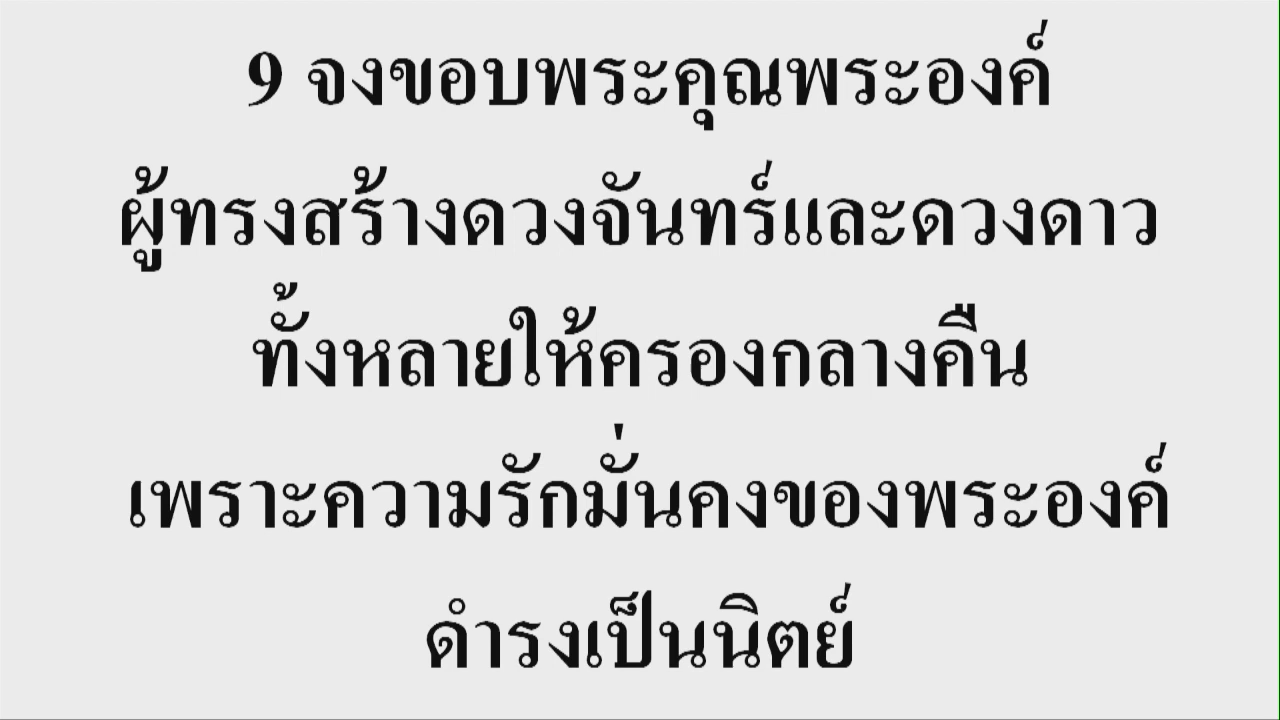 9 จงขอบพระคุณพระองค์
ผู้ทรงสร้างดวงจันทร์และดวงดาว
ทั้งหลายให้ครองกลางคืน
เพราะความรักมั่นคงของพระองค์
ดำรงเป็นนิตย์